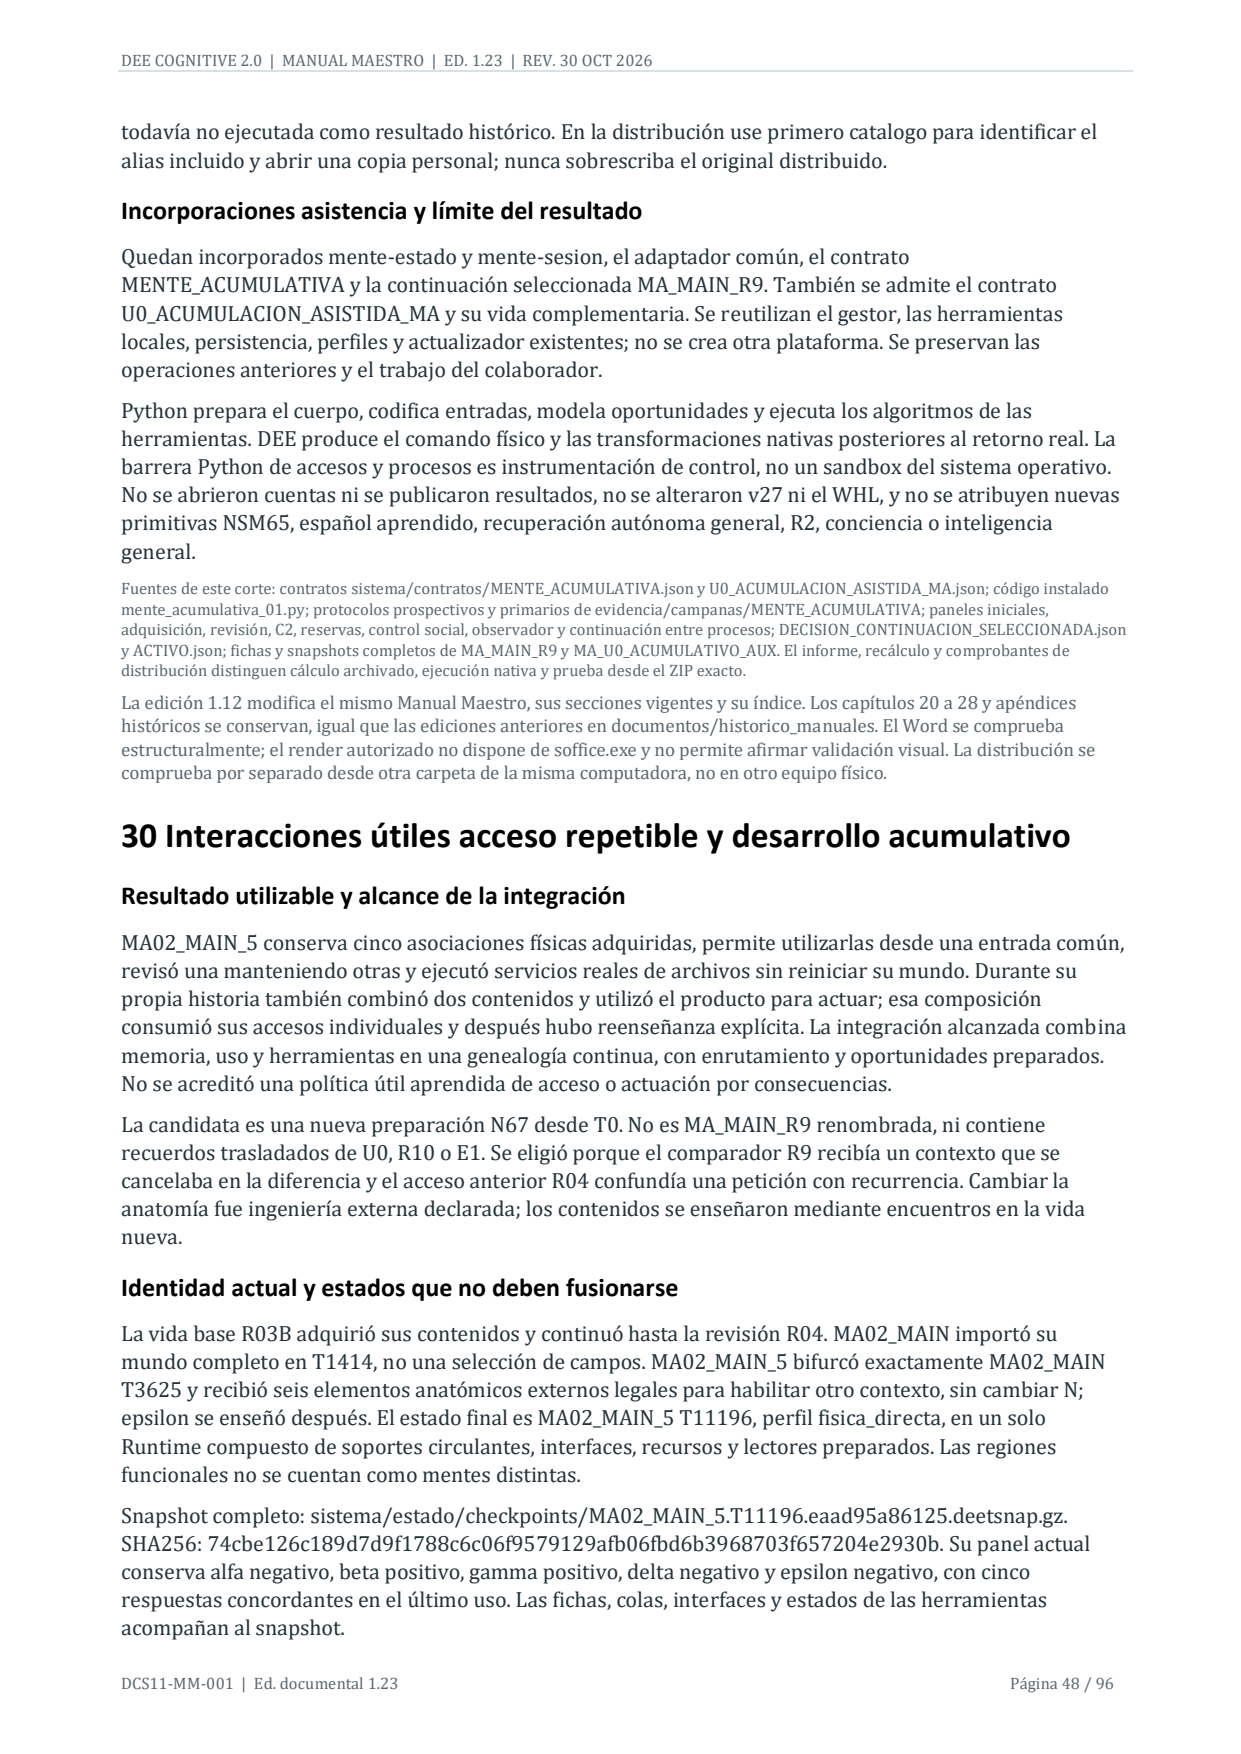 DEE COGNITIVE 2.0 | MANUAL MAESTRO | ED. 1.23 | REV. 30 OCT 2026
todavía no ejecutada como resultado histórico. En la distribución use primero catalogo para identificar el
alias incluido y abrir una copia personal; nunca sobrescriba el original distribuido.
Incorporaciones asistencia y límite del resultado
Quedan incorporados mente-estado y mente-sesion, el adaptador común, el contrato
MENTE_ACUMULATIVA y la continuación seleccionada MA_MAIN_R9. También se admite el contrato
U0_ACUMULACION_ASISTIDA_MA y su vida complementaria. Se reutilizan el gestor, las herramientas
locales, persistencia, perfiles y actualizador existentes; no se crea otra plataforma. Se preservan las
operaciones anteriores y el trabajo del colaborador.
Python prepara el cuerpo, codifica entradas, modela oportunidades y ejecuta los algoritmos de las
herramientas. DEE produce el comando físico y las transformaciones nativas posteriores al retorno real. La
barrera Python de accesos y procesos es instrumentación de control, no un sandbox del sistema operativo.
No se abrieron cuentas ni se publicaron resultados, no se alteraron v27 ni el WHL, y no se atribuyen nuevas
primitivas NSM65, español aprendido, recuperación autónoma general, R2, conciencia o inteligencia
general.
Fuentes de este corte: contratos sistema/contratos/MENTE_ACUMULATIVA.json y U0_ACUMULACION_ASISTIDA_MA.json; código instalado
mente_acumulativa_01.py; protocolos prospectivos y primarios de evidencia/campanas/MENTE_ACUMULATIVA; paneles iniciales,
adquisición, revisión, C2, reservas, control social, observador y continuación entre procesos; DECISION_CONTINUACION_SELECCIONADA.json
y ACTIVO.json; fichas y snapshots completos de MA_MAIN_R9 y MA_U0_ACUMULATIVO_AUX. El informe, recálculo y comprobantes de
distribución distinguen cálculo archivado, ejecución nativa y prueba desde el ZIP exacto.
La edición 1.12 modifica el mismo Manual Maestro, sus secciones vigentes y su índice. Los capítulos 20 a 28 y apéndices
históricos se conservan, igual que las ediciones anteriores en documentos/historico_manuales. El Word se comprueba
estructuralmente; el render autorizado no dispone de soffice.exe y no permite afirmar validación visual. La distribución se
comprueba por separado desde otra carpeta de la misma computadora, no en otro equipo físico.
30 Interacciones útiles acceso repetible y desarrollo acumulativo
Resultado utilizable y alcance de la integración
MA02_MAIN_5 conserva cinco asociaciones físicas adquiridas, permite utilizarlas desde una entrada común,
revisó una manteniendo otras y ejecutó servicios reales de archivos sin reiniciar su mundo. Durante su
propia historia también combinó dos contenidos y utilizó el producto para actuar; esa composición
consumió sus accesos individuales y después hubo reenseñanza explícita. La integración alcanzada combina
memoria, uso y herramientas en una genealogía continua, con enrutamiento y oportunidades preparados.
No se acreditó una política útil aprendida de acceso o actuación por consecuencias.
La candidata es una nueva preparación N67 desde T0. No es MA_MAIN_R9 renombrada, ni contiene
recuerdos trasladados de U0, R10 o E1. Se eligió porque el comparador R9 recibía un contexto que se
cancelaba en la diferencia y el acceso anterior R04 confundía una petición con recurrencia. Cambiar la
anatomía fue ingeniería externa declarada; los contenidos se enseñaron mediante encuentros en la vida
nueva.
Identidad actual y estados que no deben fusionarse
La vida base R03B adquirió sus contenidos y continuó hasta la revisión R04. MA02_MAIN importó su
mundo completo en T1414, no una selección de campos. MA02_MAIN_5 bifurcó exactamente MA02_MAIN
T3625 y recibió seis elementos anatómicos externos legales para habilitar otro contexto, sin cambiar N;
epsilon se enseñó después. El estado final es MA02_MAIN_5 T11196, perfil fisica_directa, en un solo
Runtime compuesto de soportes circulantes, interfaces, recursos y lectores preparados. Las regiones
funcionales no se cuentan como mentes distintas.
Snapshot completo: sistema/estado/checkpoints/MA02_MAIN_5.T11196.eaad95a86125.deetsnap.gz.
SHA256: 74cbe126c189d7d9f1788c6c06f9579129afb06fbd6b3968703f657204e2930b. Su panel actual
conserva alfa negativo, beta positivo, gamma positivo, delta negativo y epsilon negativo, con cinco
respuestas concordantes en el último uso. Las fichas, colas, interfaces y estados de las herramientas
acompañan al snapshot.
DCS11-MM-001 | Ed. documental 1.23
Página 48 / 96